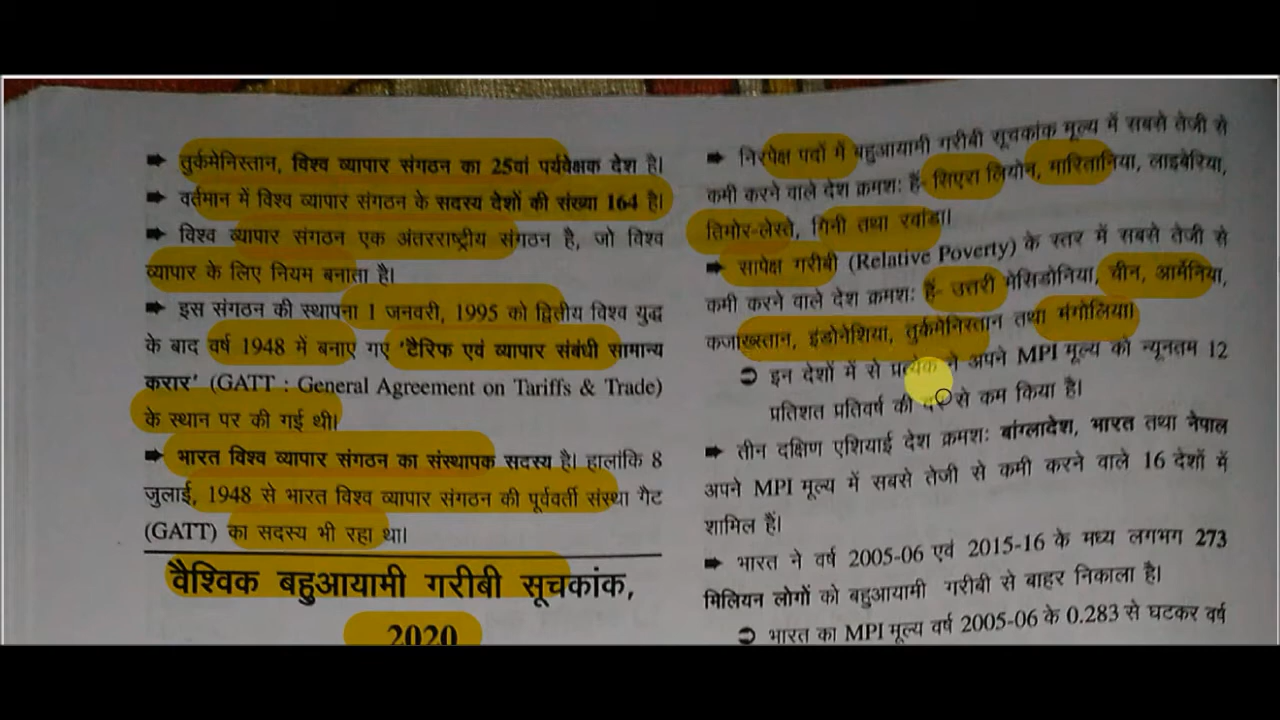 ➡ तुर्कमेनिस्तान, विश्व व्यापार संगठन का 25वां पर्यवेक्षक देश है।
➡ वर्तमान में विश्व व्यापार संगठन के सदस्य देशों की संख्या 164 है।
➡ विश्व व्यापार संगठन एक अंतरराष्ट्रीय संगठन है, जो विश्व
व्यापार के लिए नियम बनाता है।
➡ इस संगठन की स्थापना 1 जनवरी, 1995 को द्वितीय विश्व युद्ध
के बाद वर्ष 1948 में बनाए गए 'टैरिफ एवं व्यापार संबंधी सामान्य
करार' (GATT : General Agreement on Tariffs & Trade)
के स्थान पर की गई थी।
➡ भारत विश्व व्यापार संगठन का संस्थापक सदस्य है। हालांकि 8
जुलाई, 1948 से भारत विश्व व्यापार संगठन की पूर्ववर्ती संस्था गैट
(GATT) का सदस्य भी रहा था।
वैश्विक बहुआयामी गरीबी सूचकांक,
2020
➡ निरपेक्ष पदों में बहुआयामी गरीबी सूचकांक मूल्य में सबसे तेजी से
कमी करने वाले देश क्रमशः हैं- सिएरा लियोन, मारितानिया, लाइबेरिया,
तिमोर-लेस्ते, गिनी तथा रवांडा।
➡ सापेक्ष गरीबी (Relative Poverty) के स्तर में सबसे तेजी से
कमी करने वाले देश क्रमशः हैं- उत्तरी मेसिडोनिया, चीन, आर्मेनिया,
कजाख्स्तान, इंडोनेशिया, तुर्कमेनिस्तान तथा मंगोलिया।
➲ इन देशों में से प्रत्येक ने अपने MPI मूल्य को न्यूनतम 12
प्रतिशत प्रतिवर्ष की दर से कम किया है।
➡ तीन दक्षिण एशियाई देश क्रमशः बांग्लादेश, भारत तथा नेपाल
अपने MPI मूल्य में सबसे तेजी से कमी करने वाले 16 देशों में
शामिल हैं।
➡ भारत ने वर्ष 2005-06 एवं 2015-16 के मध्य लगभग 273
मिलियन लोगों को बहुआयामी गरीबी से बाहर निकाला है।
➲ भारत का MPI मूल्य वर्ष 2005-06 के 0.283 से घटकर वर्ष